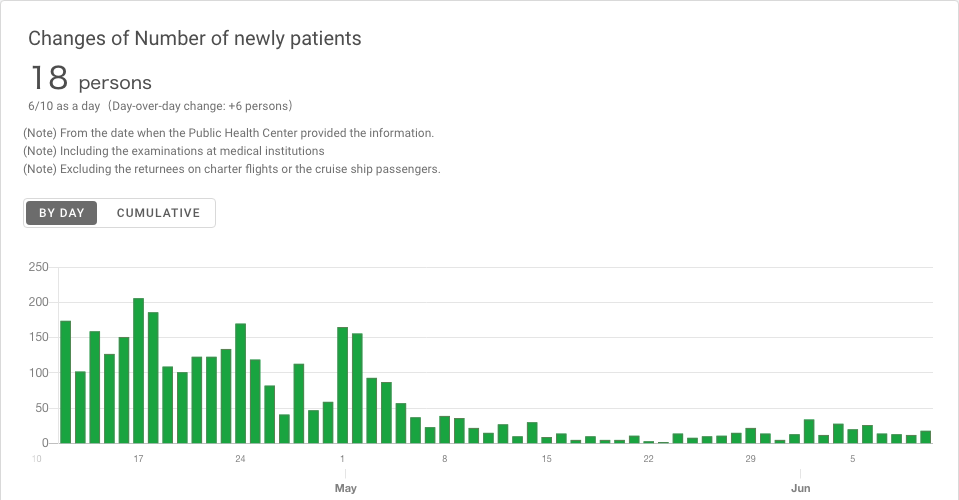 Changes of Number of newly patients
18 persons
6/10 as a day（Day-over-day change: +6 persons）
(Note) From the date when the Public Health Center provided the information.
(Note) Including the examinations at medical institutions
(Note) Excluding the returnees on charter flights or the cruise ship passengers.
BY DAY CUMULATIVE
250
200
150
100
50
0
10 17 24 1 8 15 22 29 5
May Jun